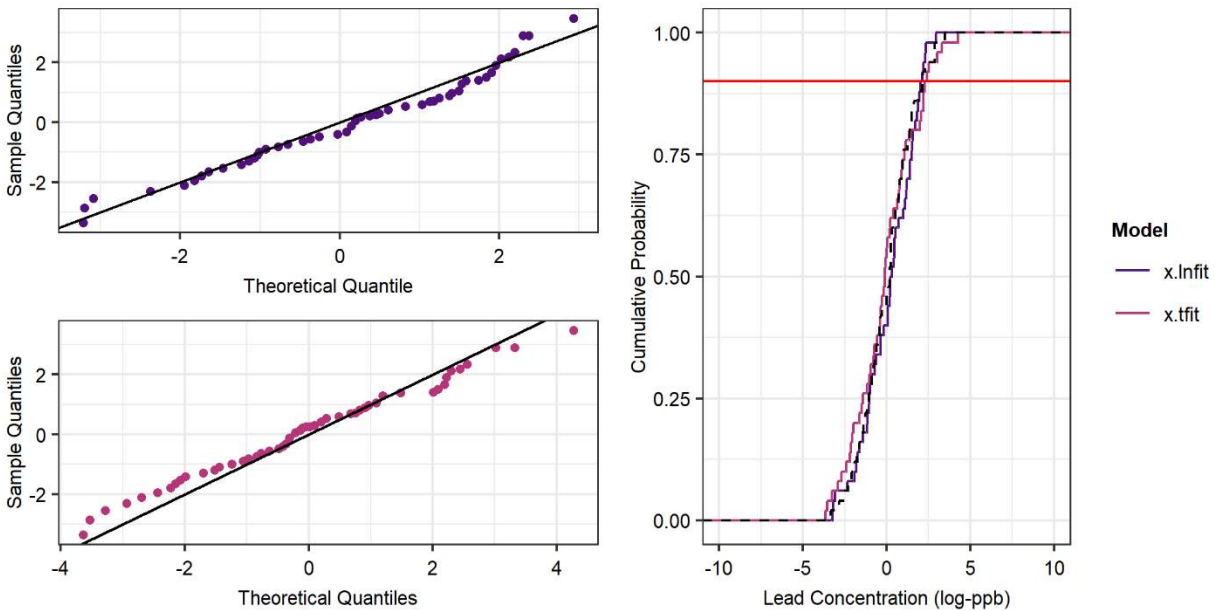 Sample Quantiles
2
0
-2
-2
0
2
Theoretical Quantile
Sample Quantiles
2
0
-2
-4
-2
0
2
4
Theoretical Quantiles
Cumulative Probability
1.00
0.75
0.50
0.25
0.00
-10
-5
0
5
10
Lead Concentration (log-ppb)
Model
x.lnfit
x.tfit